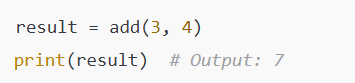 result = add(3, 4)
print(result)  # Output: 7